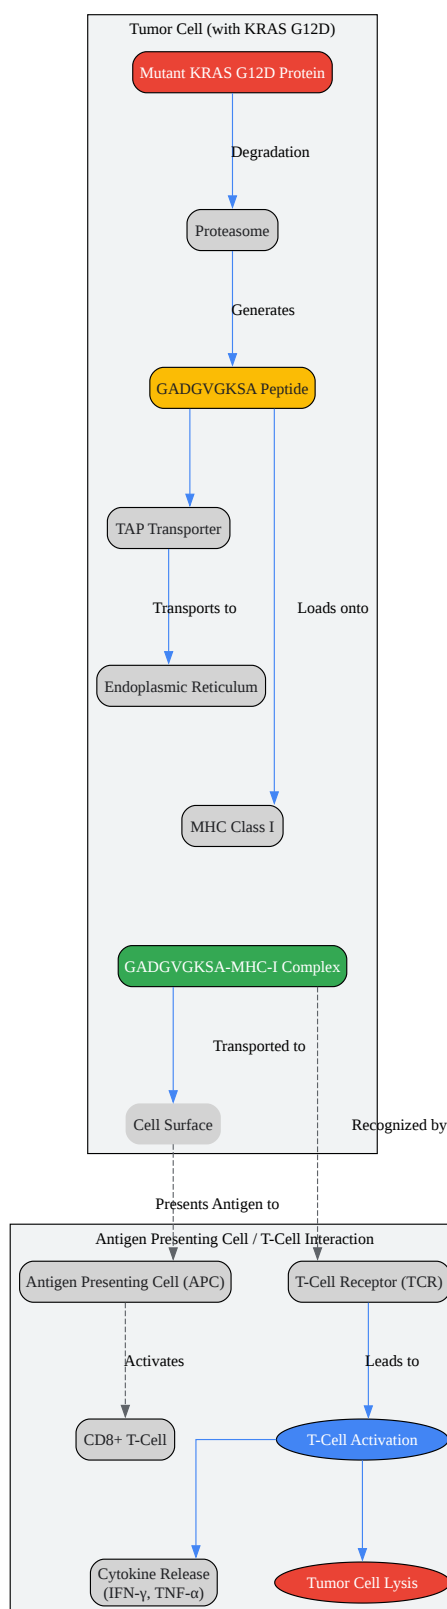 Tumor Cell (with KRAS G12D)
Mutant KRAS G12D Protein
Degradation
Proteasome
Generates
GADGVGKSA Peptide
TAP Transporter
Transports to
Loads onto
Endoplasmic Reticulum
MHC Class I
GADGVGKSA-MHC-I Complex
Transported to
Cell Surface
Recognized by
Presents Antigen to
Antigen Presenting Cell / T-Cell Interaction
Antigen Presenting Cell (APC)
T-Cell Receptor (TCR)
Activates
Leads to
CD8+ T-Cell
T-Cell Activation
Cytokine Release
(IFN-γ, TNF-α)
Tumor Cell Lysis